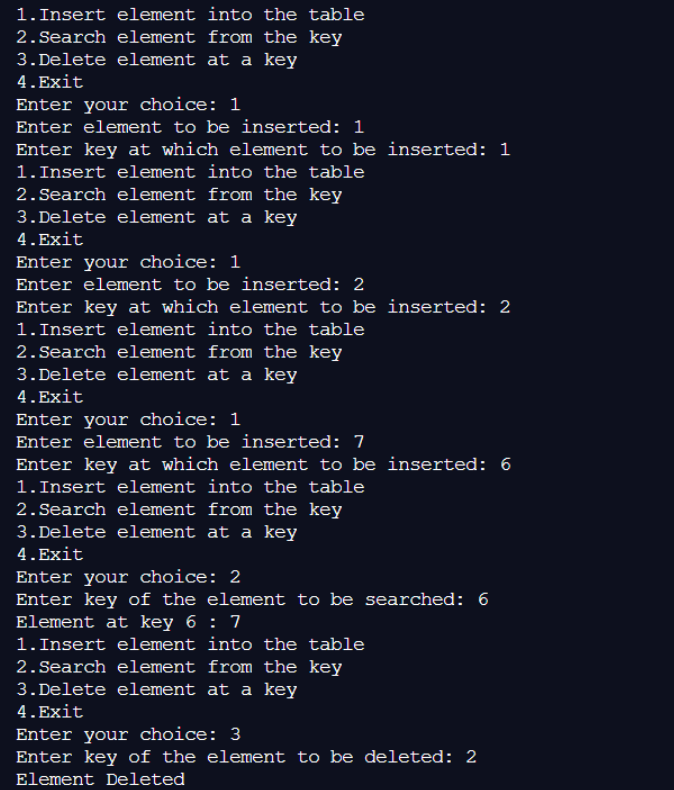 1.Insert element into the table
2.Search element from the key
3.Delete element at a key
4.Exit
Enter your choice: 1
Enter element to be inserted: 1
Enter key at which element to be inserted: 1
1.Insert element into the table
2.Search element from the key
3.Delete element at a key
4.Exit
Enter your choice: 1
Enter element to be inserted: 2
Enter key at which element to be inserted: 2
1.Insert element into the table
2.Search element from the key
3.Delete element at a key
4.Exit
Enter your choice: 1
Enter element to be inserted: 7
Enter key at which element to be inserted: 6
1.Insert element into the table
2.Search element from the key
3.Delete element at a key
4.Exit
Enter your choice: 2
Enter key of the element to be searched: 6
Element at key 6 : 7
1.Insert element into the table
2.Search element from the key
3.Delete element at a key
4.Exit
Enter your choice: 3
Enter key of the element to be deleted: 2
Element Deleted